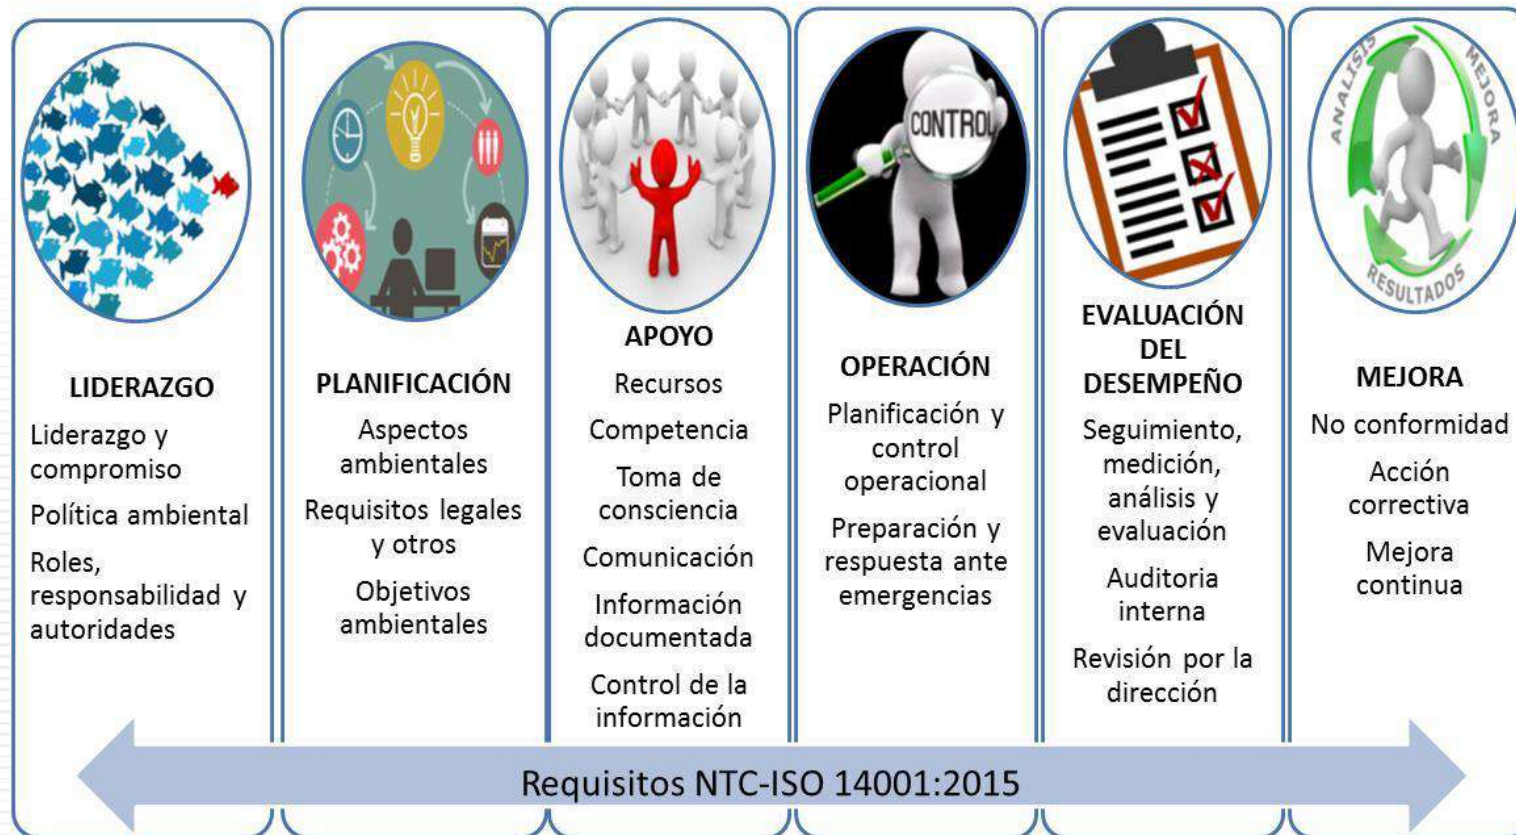 LIDERAZGO
Liderazgo y
compromiso
Política ambiental
Roles,
responsabilidad y
autoridades
PLANIFICACIÓN
Aspectos
ambientales
Requisitos legales
y otros
Objetivos
ambientales
APOYO
Recursos
Competencia
Toma de
consciencia
Comunicación
Información
documentada
Control de la
información
CONTROL
OPERACIÓN
Planificación y
control
operacional
Preparación y
respuesta ante
emergencias
EVALUACIÓN
DEL
DESEMPEÑO
Seguimiento,
medición,
análisis y
evaluación
Auditoria
interna
Revisión por la
dirección
ANALISIS
MEJORA
RESULTADOS
MEJORA
No conformidad
Acción
correctiva
Mejora
continua
Requisitos NTC-ISO 14001:2015